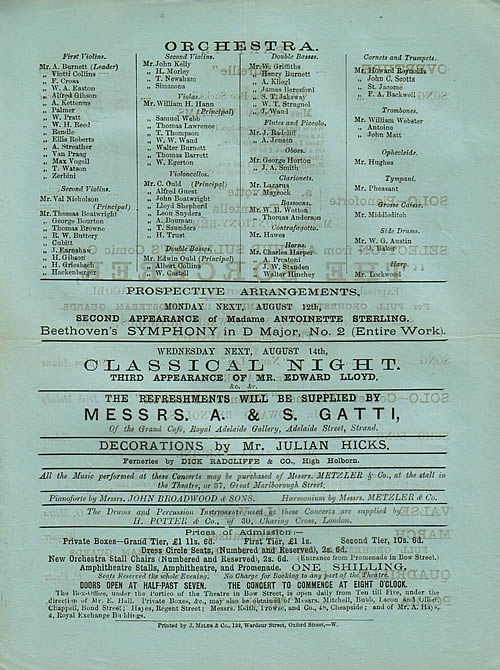 ORCHESTRA.
First Violins.
Mr. A. Burnett (Leader)
„ Viotti Collins
„ F. Cross
„ W. A. Easton
„ Alfred Gibson
„ A. Kettenus
„ Palmer
„ W. Pratt
„ W. H. Reed
„ Rendle
„ Ellis Roberts
„ A. Streather
„ Van Praag
„ Max Vogell
„ T. Watson
„ Zerbini
Second Violins.
Mr. Val Nicholson
(Principal)
Mr. Thomas Boatwright
„ George Bourton
„ Thomas Browne
„ R. W. Buttery
„ Cubitt
„ J. Earnshaw
„ H. Gibson
„ H. Griesbach
„ Hackenberger
Second Violins.
Mr. John Kelly
„ H. Morley
„ T. Newsham
„ Simmons
Violas.
Mr. William H. Hann
(Principal)
„ Samuel Webb
„ Thomas Lawrence
„ T. Thompson
„ W. W. Waud
„ Walter Burnett
„ Thomas Barrett
„ W. Egerton
Violoncellos.
Mr. C. Ould (Principal)
„ Alfred Guest
„ John Boatwright
„ Lloyd Shepherd
„ Leon Snyders
„ A. Bouman
„ T. Saunders
„ H. Trust
Double Basses.
Mr. Edwin Ould (Principal)
„ Albert Collins
„ W. Castell
Double Basses.
Mr. W. Griffiths
„ Henry Burnett
„ A. Kliegl
„ James Beresford
„ S. T. Jakeway
„ W. T. Strugnel
„ J. Waud
Flutes and Piccolo.
Mr. J. Radcliff
„ A. Jensen
Oboes.
Mr. George Horton
„ J. A. Smith
Clarionets.
Mr. Lazarus
„ Maycock
Bassoons.
Mr. W. B. Wotton
„ Thomas Anderson
Contrafagotto.
Mr. Hawes
Horns.
Mr. Charles Harper
„ A. Preatoni
„ J. W. Standen
„ Walter Hinchey
Cornets and Trumpets.
Mr. Howard Reynolds
„ John C. Scotts
„ St. Jacome
„ F. A. Backwell
Trombones.
Mr. William Webster
„ Antoine
„ John Matt
Ophecleide.
Mr. Hughes
Tympani.
Mr. Pheasant
Grosse Caisse.
Mr. Middleditch
Side Drums.
Mr. W. G. Austin
„ J. Baker
Harp.
Mr. Lockwood
PROSPECTIVE ARRANGEMENTS.
MONDAY NEXT, AUGUST 12th,
SECOND APPEARANCE of Madame ANTOINETTE STERLING.
Beethoven's SYMPHONY in D Major, No. 2 (Entire Work).
WEDNESDAY NEXT, AUGUST 14th,
CLASSICAL NIGHT.
THIRD APPEARANCE OF MR. EDWARD LLOYD.
&c. &c.
THE REFRESHMENTS WILL BE SUPPLIED BY
MESSRS. A. & S. GATTI,
Of the Grand Café, Royal Adelaide Gallery, Adelaide Street, Strand.
DECORATIONS by Mr. JULIAN HICKS.
Ferneries by DICK RADCLIFFE & CO., High Holborn.
All the Music performed at these Concerts may be purchased of Messrs. METZLER & Co., at the stall in
the Theatre, or 37, Great Marlborough Street.
Pianoforte by Messrs. JOHN BROADWOOD & SONS. Harmonium by Messrs. METZLER & Co.
The Drums and Percussion Instruments used in these Concerts are supplied by
H. POTTER & Co., of 30, Charing Cross, London.
Prices of Admission:—
Private Boxes—Grand Tier, £1 11s. 6d. First Tier, £1 1s. Second Tier, 10s. 6d.
Dress Circle Seats, (Numbered and Reserved), 2s. 6d.
New Orchestra Stall Chairs (Numbered and Reserved), 2s. 6d. (Entrances from Promenade in Bow Street.)
Amphitheatre Stalls, Amphitheatre, and Promenade, ONE SHILLING.
Seats Reserved the whole Evening. No Charge for Booking to any part of the Theatre.
DOORS OPEN AT HALF-PAST SEVEN. THE CONCERT TO COMMENCE AT EIGHT O'CLOCK.
The Box-Office, under the Portico of the Theatre in Bow Street, is open daily from Ten till Five, under the
direction of Mr. E. Hall. Private Boxes, &c., may also be obtained of Messrs. Mitchell, Bubb, Lacon and Ollier,
Chappell, Bond Street; Hayes, Regent Street; Messrs. Keith, Prowse, and Co., 48, Cheapside; and of Mr. A. Hays,
4, Royal Exchange Buildings.
Printed by J. MILES & Co., 122, Wardour Street, Oxford Street,—W.